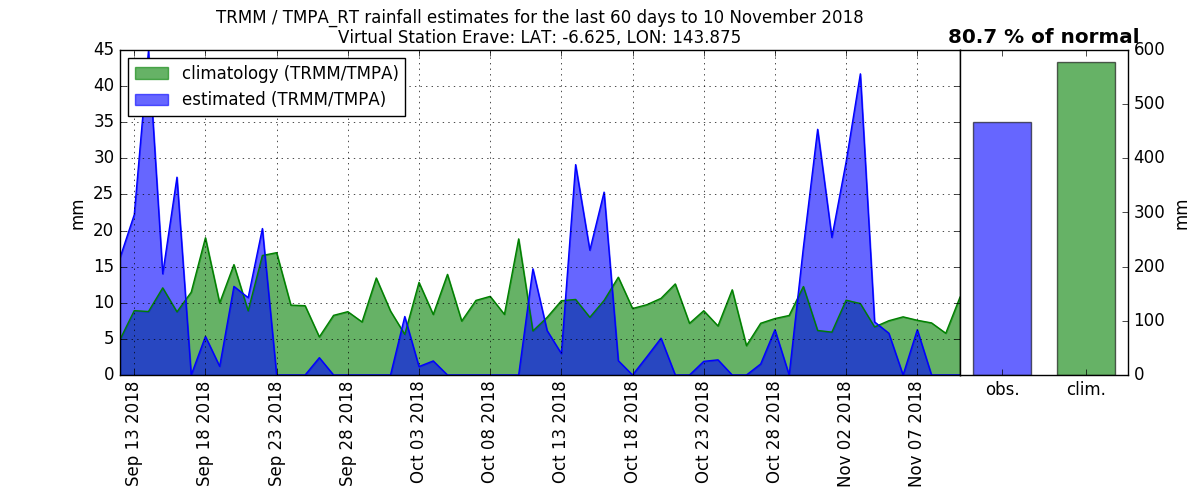 TRMM / TMPA_RT rainfall estimates for the last 60 days to 10 November 2018
Virtual Station Erave: LAT: -6.625, LON: 143.875
80.7 % of normal
climatology (TRMM/TMPA)
estimated (TRMM/TMPA)
mm
45
40
35
30
25
20
15
10
5
0
Sep 13 2018
Sep 18 2018
Sep 23 2018
Sep 28 2018
Oct 03 2018
Oct 08 2018
Oct 13 2018
Oct 18 2018
Oct 23 2018
Oct 28 2018
Nov 02 2018
Nov 07 2018
obs.
clim.
600
500
400
300
200
100
0
mm